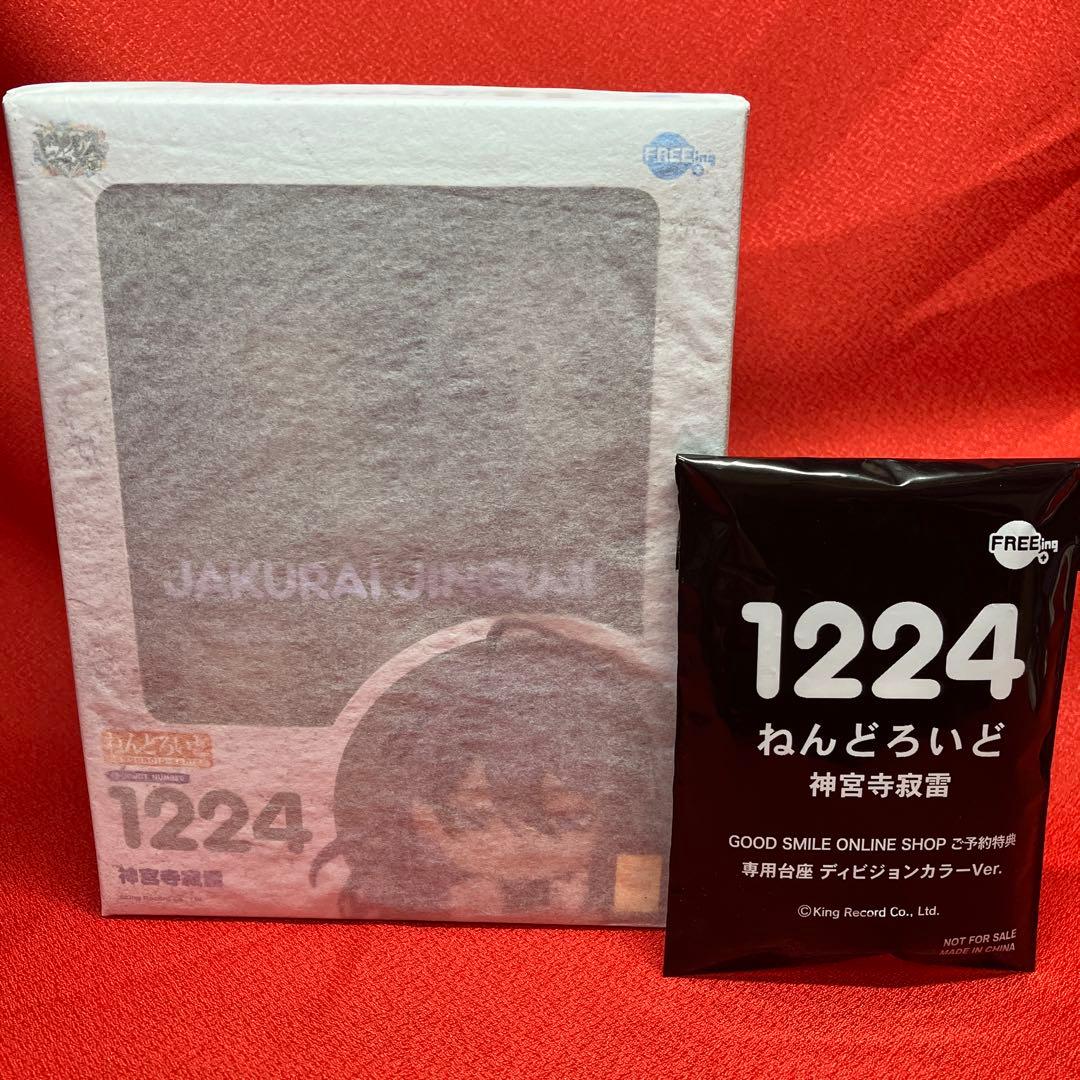 FREEing
JAKURAI JINGUJI
ねんどろいど
1224
神宮寺寂雷
FREEing
1224
ねんどろいど
神宮寺寂雷
GOOD SMILE ONLINE SHOP ご予約特典
専用台座 ディビジョンカラーVer.
©King Record Co., Ltd.
NOT FOR SALE
MADE IN CHINA